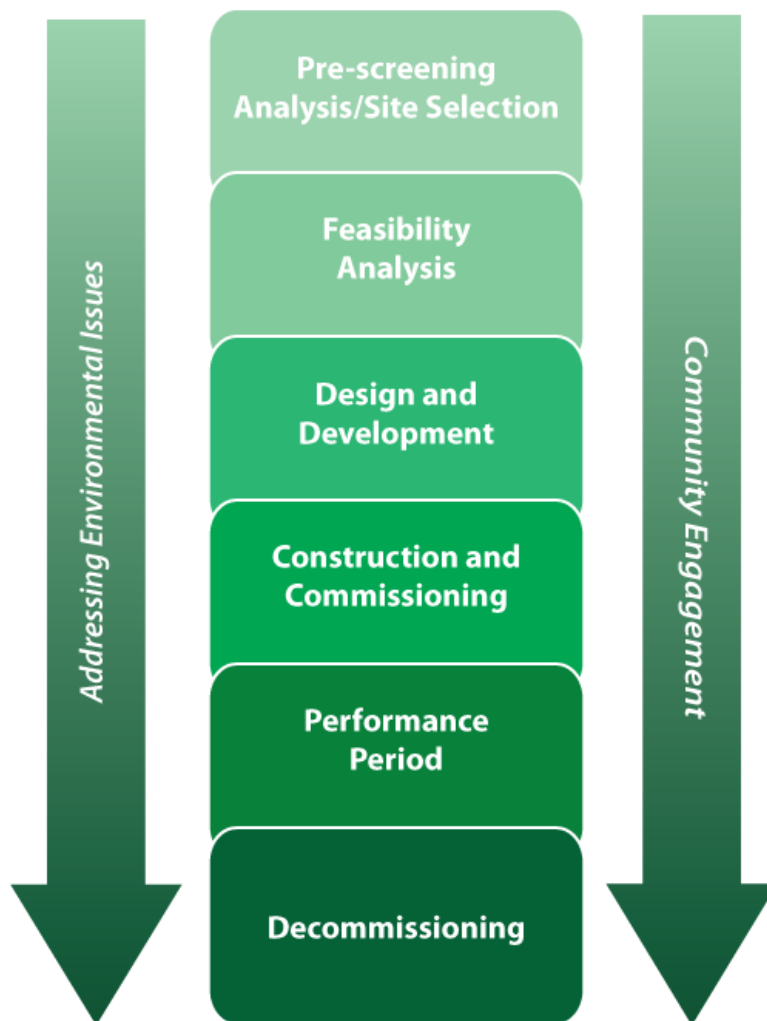 Pre-screening
Analysis/Site Selection
Feasibility
Analysis
Design and
Development
Construction and
Commissioning
Performance
Period
Decommissioning
Addressing Environmental Issues
Community Engagement